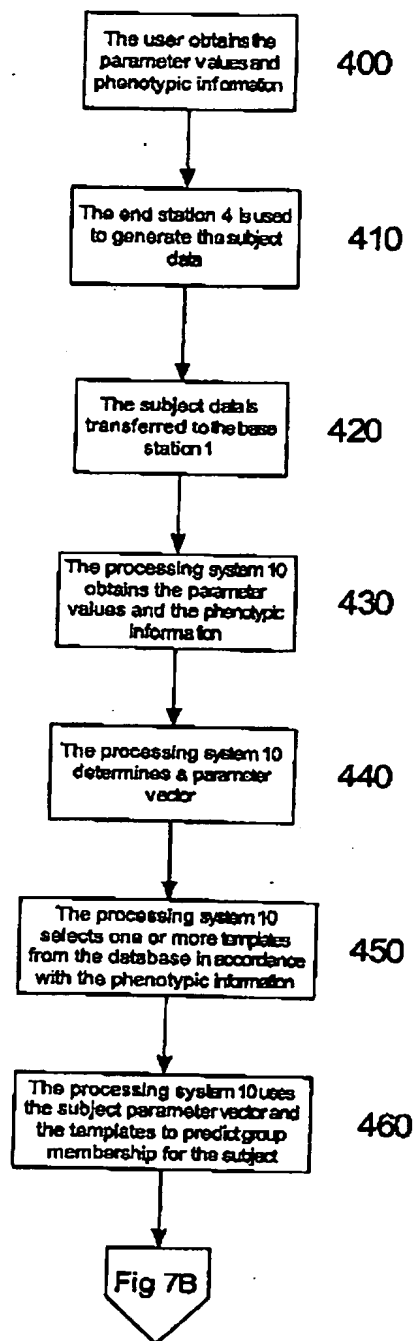 The user obtains the
parameter values and
phenotypic information
400
The end station 4 is used
to generate the subject
data
410
The subject data is
transferred to the base
station 1
420
The processing system 10
obtains the parameter
values and the phenotypic
information
430
The processing system 10
determines a parameter
vector
440
The processing system 10
selects one or more templates
from the database in accordance
with the phenotypic information
450
The processing system 10 uses
the subject parameter vector and
the templates to predict group
membership for the subject
460
Fig 7B